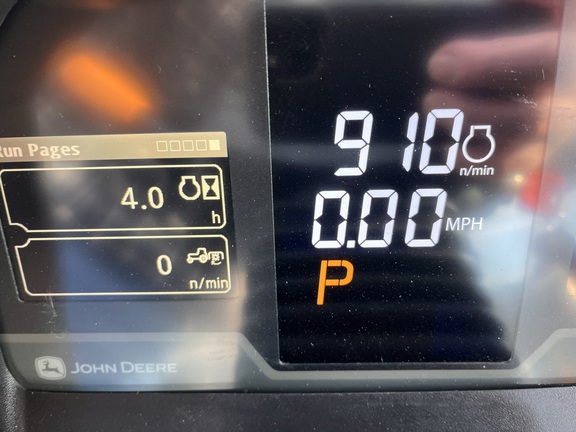 Run Pages
4.0
h
0
n/min
910
n/min
0.00 MPH
P
JOHN DEERE